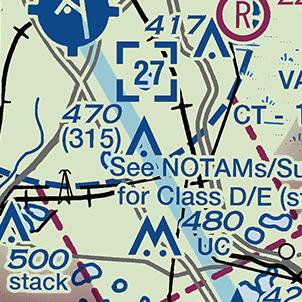 417
R
27
470
(315)
CT -
See NOTAMs/Su
for Class D/E (s
480
UC
500
stack